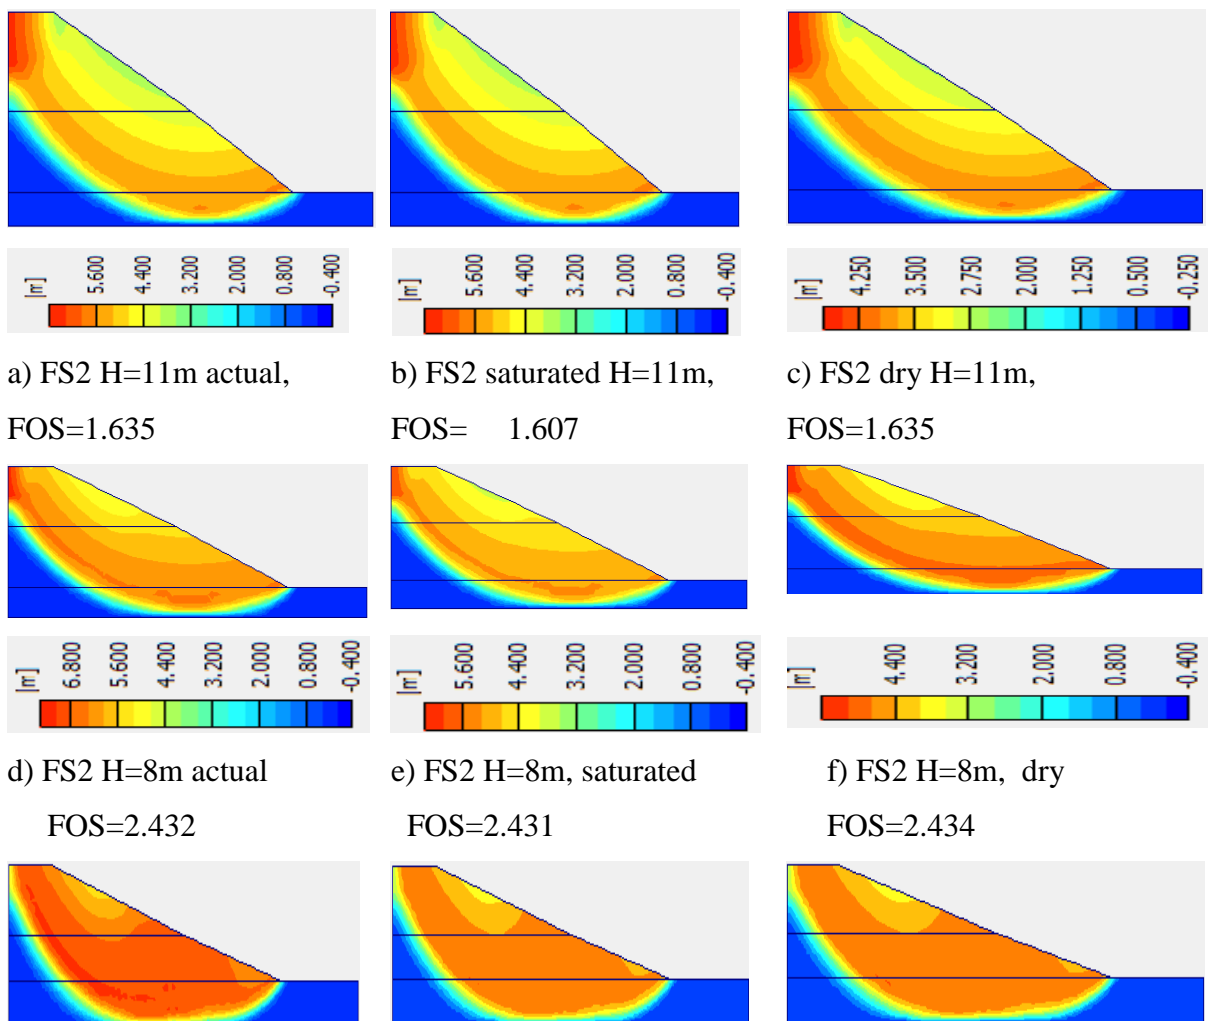 [m] 5.600 4.400 3.200 2.000 0.800 -0.400
[m] 5.600 4.400 3.200 2.000 0.800 -0.400
[m] 4.250 3.500 2.750 2.000 1.250 0.500 -0.250
a) FS2 H=11m actual,
FOS=1.635
b) FS2 saturated H=11m,
FOS= 1.607
c) FS2 dry H=11m,
FOS=1.635
[m] 6.800 5.600 4.400 3.200 2.000 0.800 -0.400
[m] 5.600 4.400 3.200 2.000 0.800 -0.400
[m] 4.400 3.200 2.000 0.800 -0.400
d) FS2 H=8m actual
FOS=2.432
e) FS2 H=8m, saturated
FOS=2.431
f) FS2 H=8m, dry
FOS=2.434